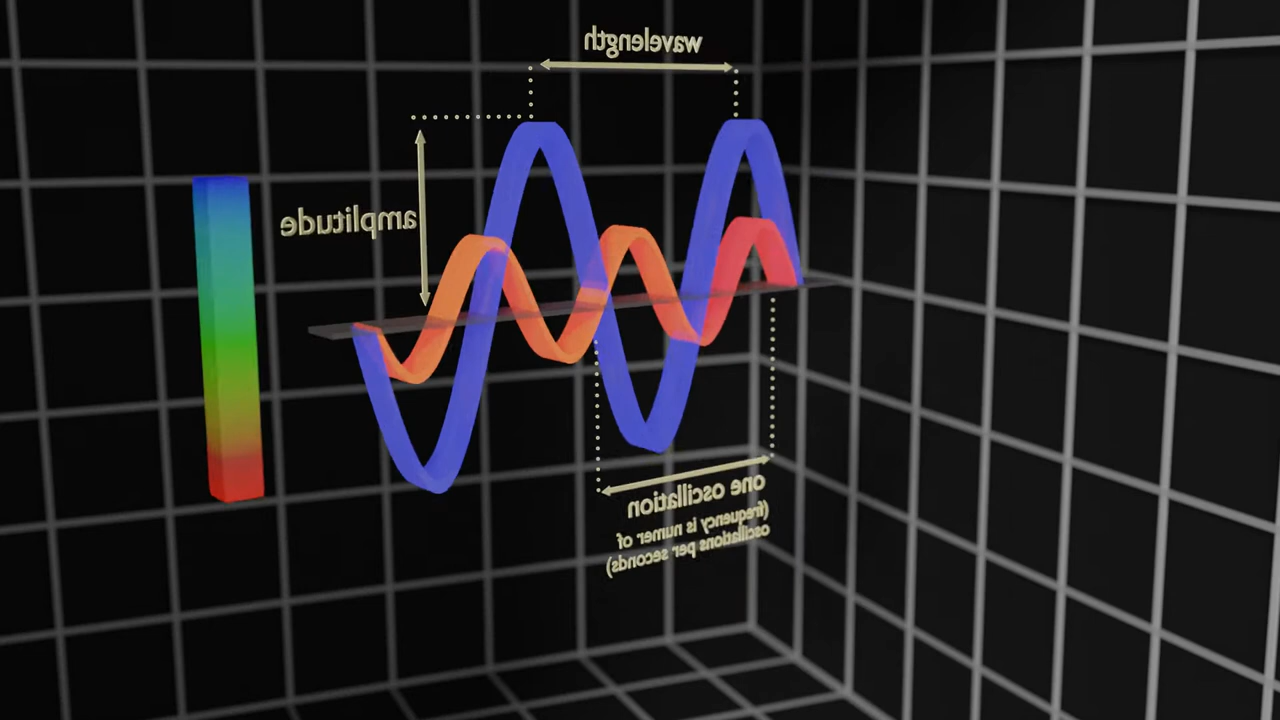 wavelength
amplitude
one oscillation
(frequency is numer of
oscillations per seconds)